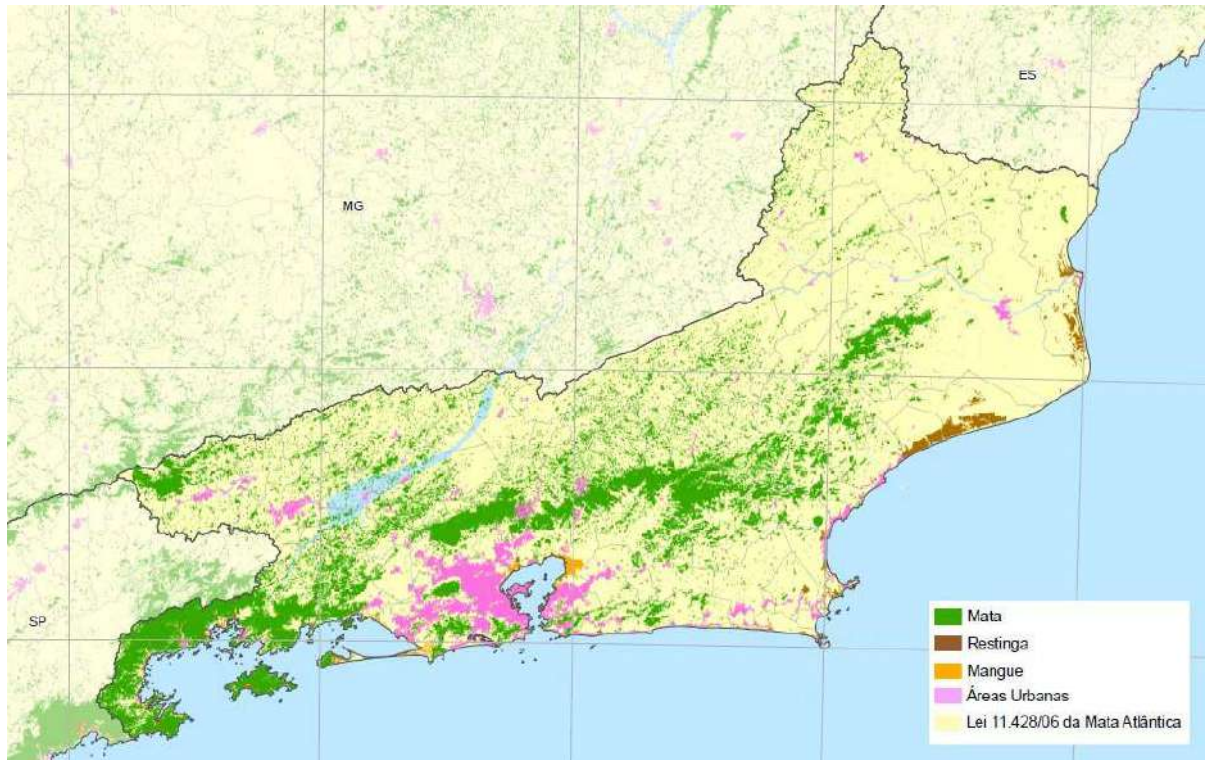 ES
MG
SP
Mata
Restinga
Mangue
Áreas Urbanas
Lei 11.428/06 da Mata Atlântica